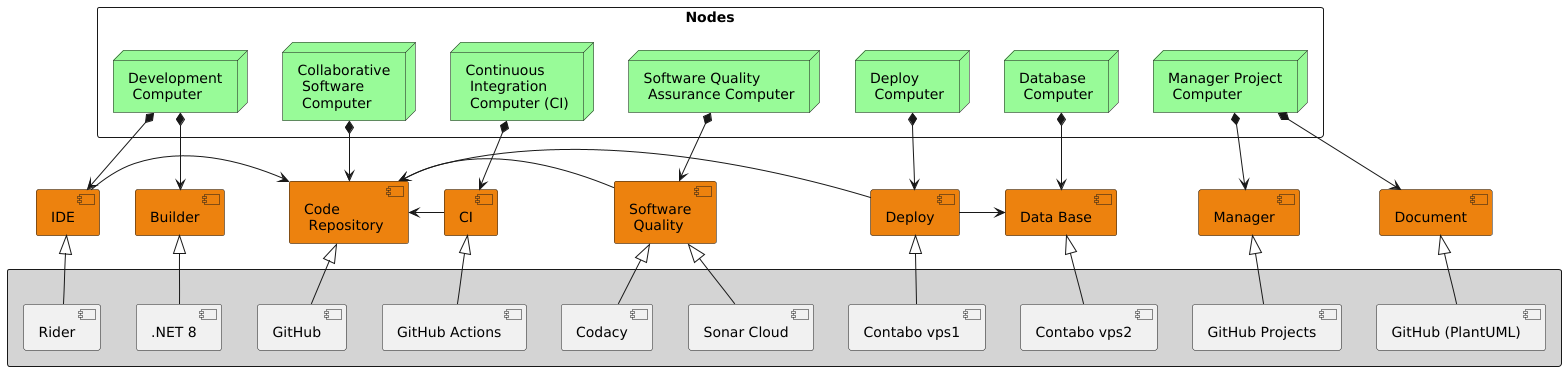 Nodes
Development
Computer
Collaborative
Software
Computer
Continuous
Integration
Computer (CI)
Software Quality
Assurance Computer
Deploy
Computer
Database
Computer
Manager Project
Computer
IDE
Builder
Code
Repository
CI
Software
Quality
Deploy
Data Base
Manager
Document
Rider
.NET 8
GitHub
GitHub Actions
Codacy
Sonar Cloud
Contabo vps1
Contabo vps2
GitHub Projects
GitHub (PlantUML)